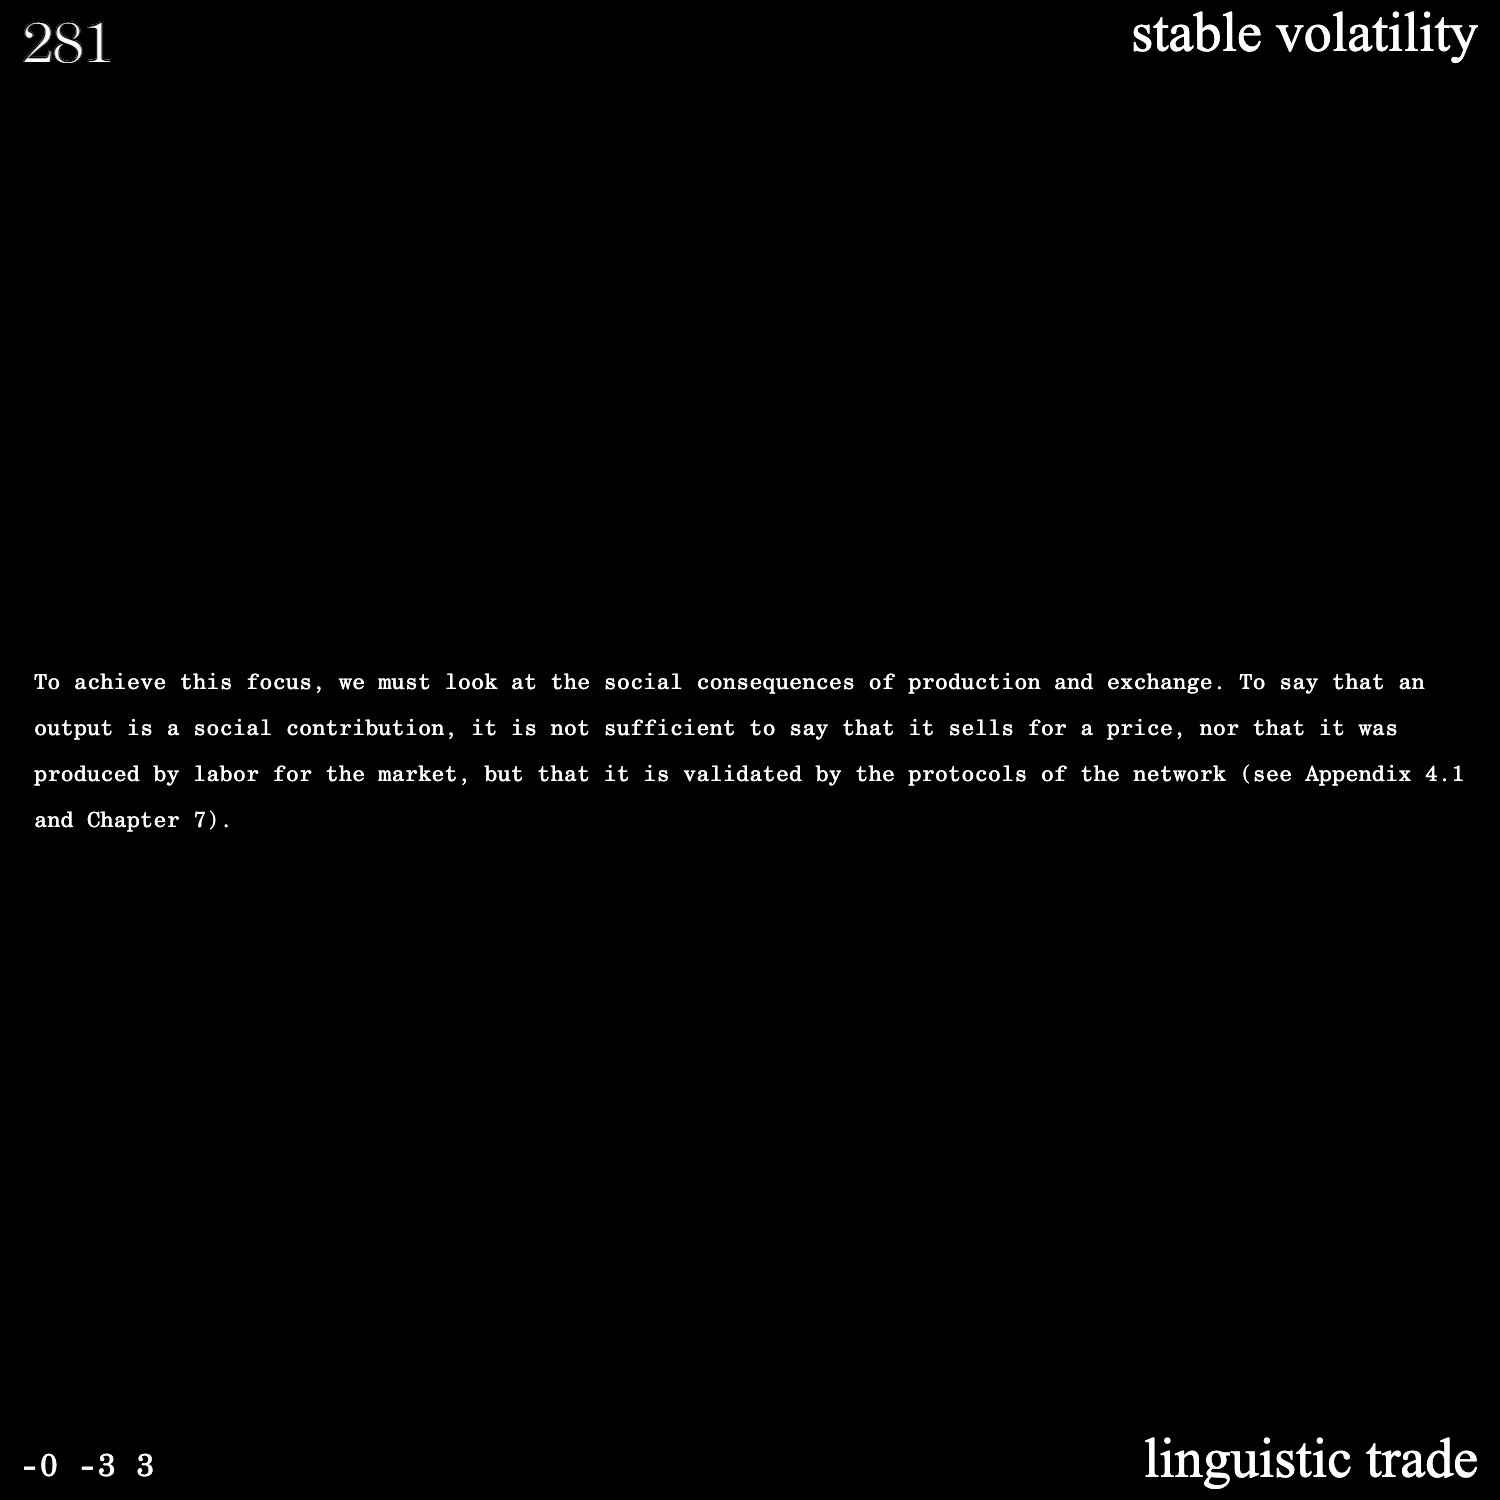 281
stable volatility
To achieve this focus, we must look at the social consequences of production and exchange. To say that an
output is a social contribution, it is not sufficient to say that it sells for a price, nor that it was
produced by labor for the market, but that it is validated by the protocols of the network (see Appendix 4.1
and Chapter 7).
-0 -3 3
linguistic trade